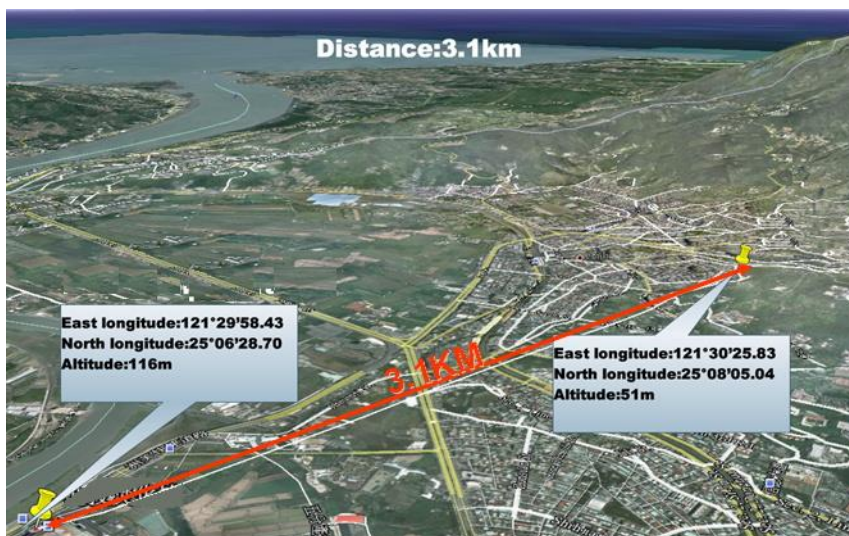 Distance:3.1km
East longitude:121°29'58.43
North longitude:25°06'28.70
Altitude:116m
3.1KM
East longitude:121°30'25.83
North longitude:25°08'05.04
Altitude:51m